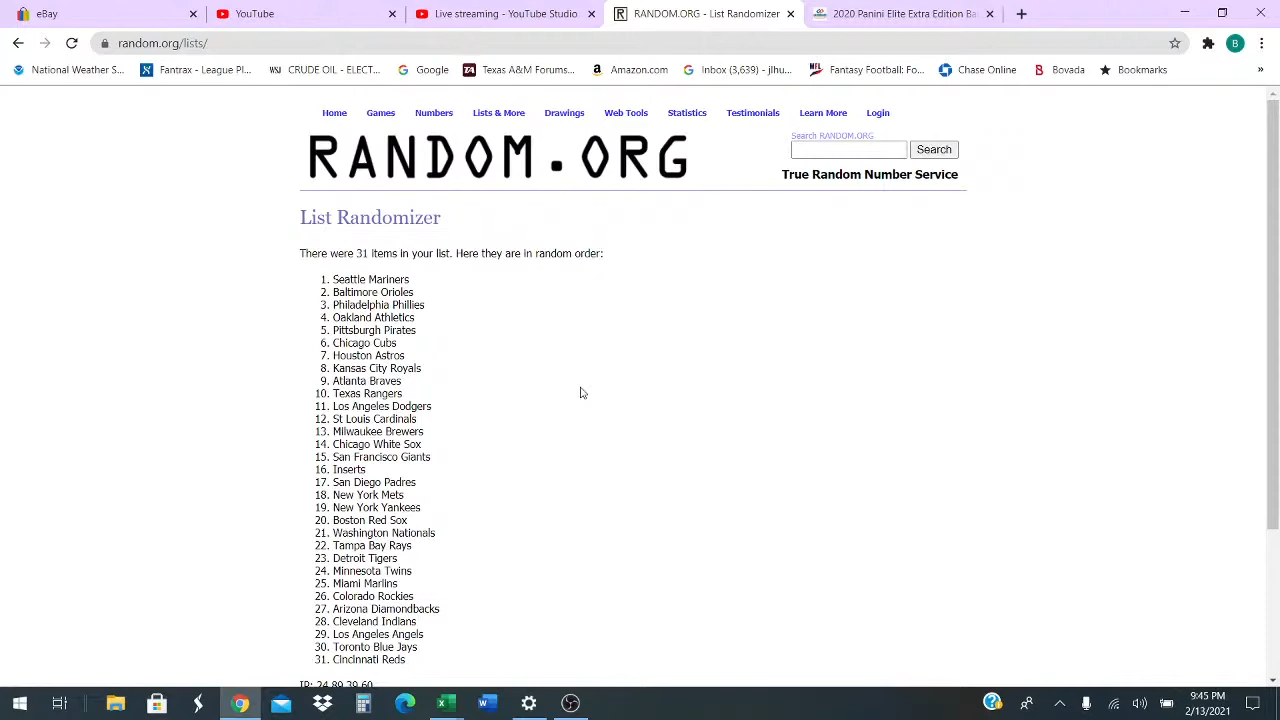 eBay
YouTube
Live streaming - YouTube Studio
RANDOM.ORG - List Randomizer
2020 Panini Elite Edition Ba
random.org/lists/
National Weather S...
Fantrax - League Pl...
CRUDE OIL - ELECT...
Google
Texas A&M Forums...
Amazon.com
Inbox (3,639) - jlhu...
Fantasy Football Fo...
Chase Online
Bovada
Bookmarks
»
Home Games Numbers Lists & More Drawings Web Tools Statistics Testimonials Learn More Login
RANDOM.ORG
Search RANDOM.ORG
Search
True Random Number Service
List Randomizer
There were 31 items in your list. Here they are in random order:
1. Seattle Mariners
2. Baltimore Orioles
3. Philadelphia Phillies
4. Oakland Athletics
5. Pittsburgh Pirates
6. Chicago Cubs
7. Houston Astros
8. Kansas City Royals
9. Atlanta Braves
10. Texas Rangers
11. Los Angeles Dodgers
12. St Louis Cardinals
13. Milwaukee Brewers
14. Chicago White Sox
15. San Francisco Giants
16. Inserts
17. San Diego Padres
18. New York Mets
19. New York Yankees
20. Boston Red Sox
21. Washington Nationals
22. Tampa Bay Rays
23. Detroit Tigers
24. Minnesota Twins
25. Miami Marlins
26. Colorado Rockies
27. Arizona Diamondbacks
28. Cleveland Indians
29. Los Angeles Angels
30. Toronto Blue Jays
31. Cincinnati Reds
IP: 24.80.39.60
9:45 PM
2/13/2021